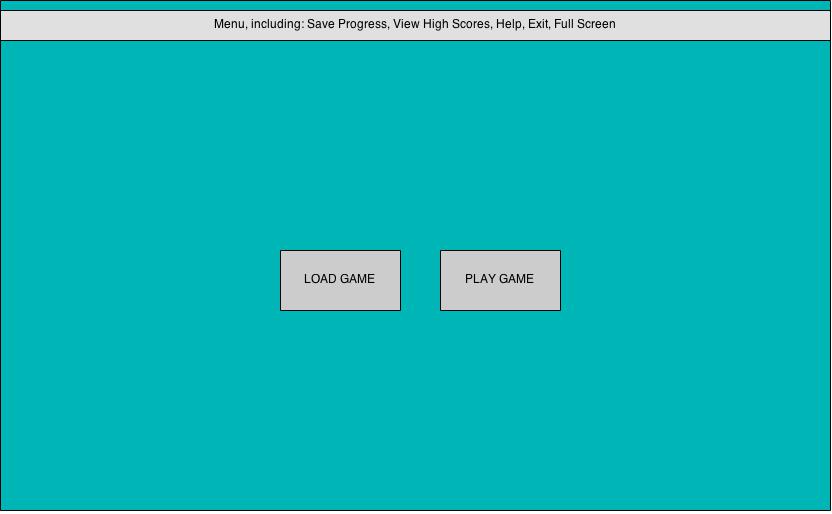 Menu, including: Save Progress, View High Scores, Help, Exit, Full Screen
LOAD GAME
PLAY GAME